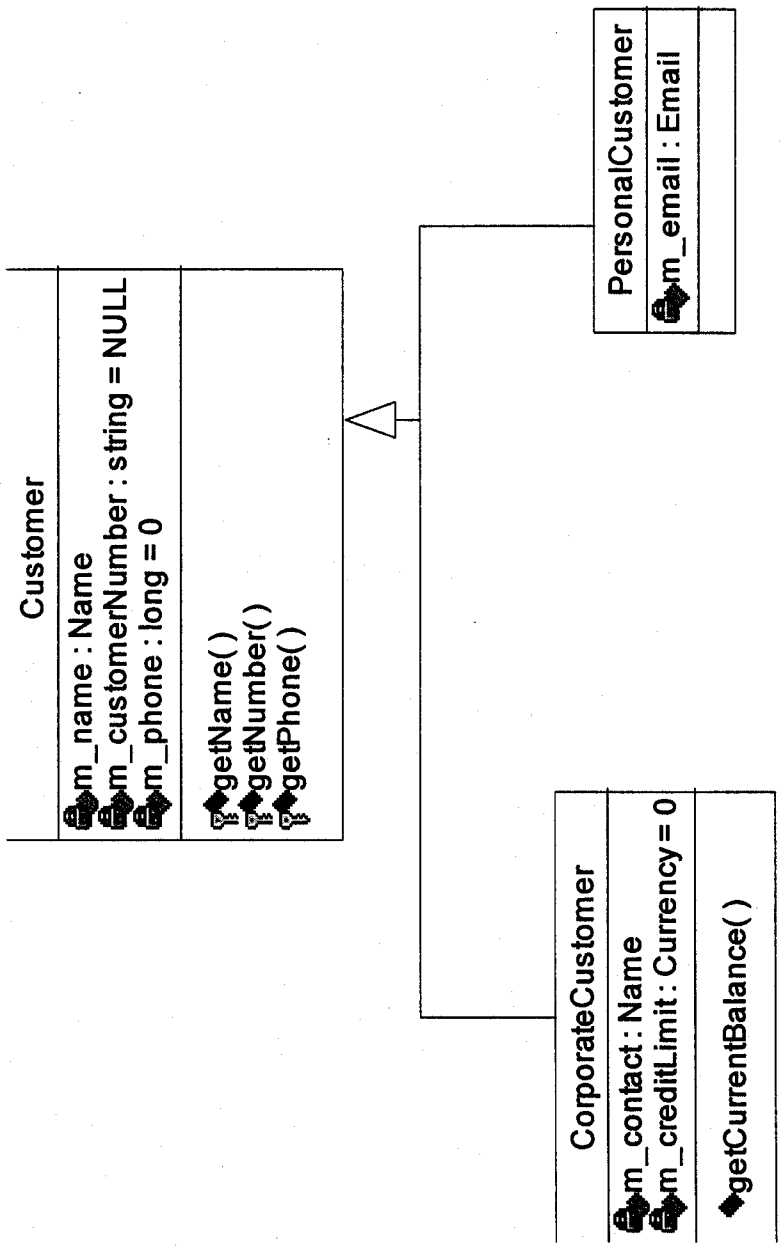 Customer
m_name : Name
m_customerNumber : string = NULL
m_phone : long = 0
getName( )
getNumber( )
getPhone( )
CorporateCustomer
m_contact : Name
m_creditLimit : Currency = 0
getCurrentBalance( )
PersonalCustomer
m_email : Email